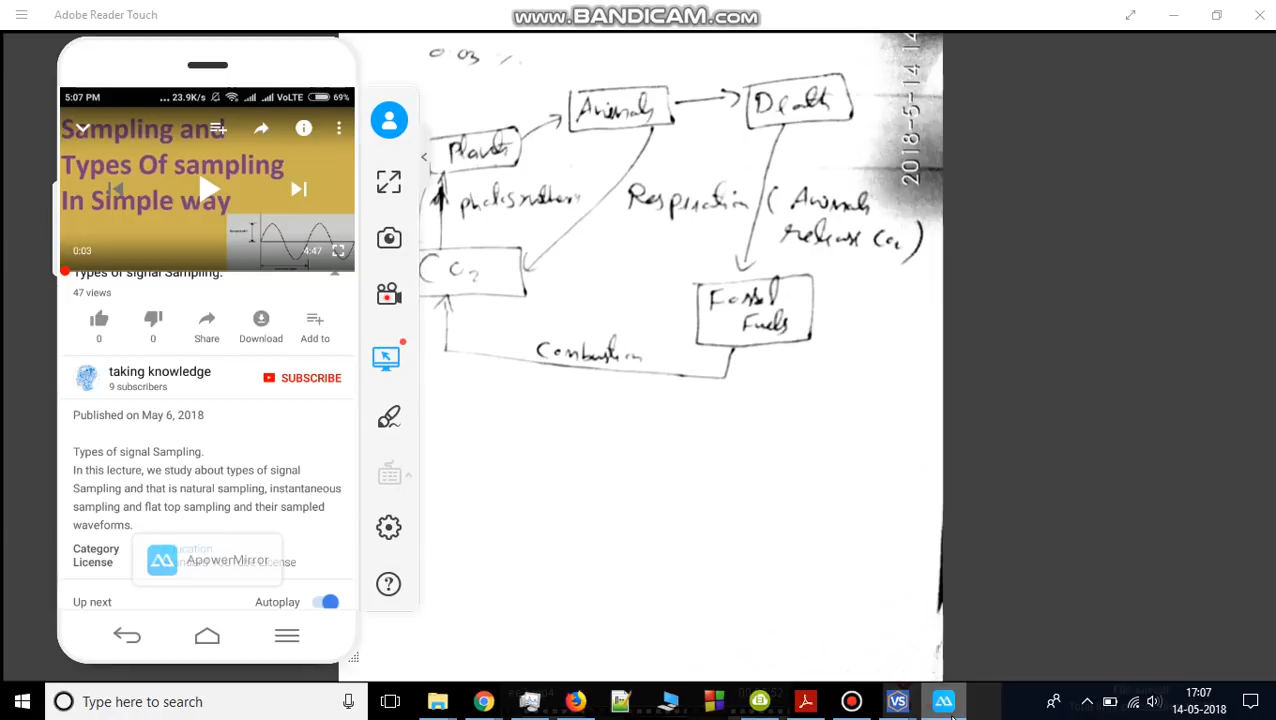 Adobe Reader Touch
www.BANDICAM.com
5:07 PM
... 23.9K/s
VoLTE
69%
Sampling and
Types Of sampling
In Simple way
0:03
4:47
Types of signal Sampling.
47 views
0
0
Share
Download
Add to
taking knowledge
9 subscribers
SUBSCRIBE
Published on May 6, 2018
Types of signal Sampling.
In this lecture, we study about types of signal
Sampling and that is natural sampling, instantaneous
sampling and flat top sampling and their sampled
waveforms.
Category
License
ApowerMirror
Up next
Autoplay
0.03 %
Animals
Death
Plants
Respiration ( Animals
release CO2 )
CO2
Fossil
Fuels
Combustion
2018-5-14 14
Type here to search
17:07
14-05-2018